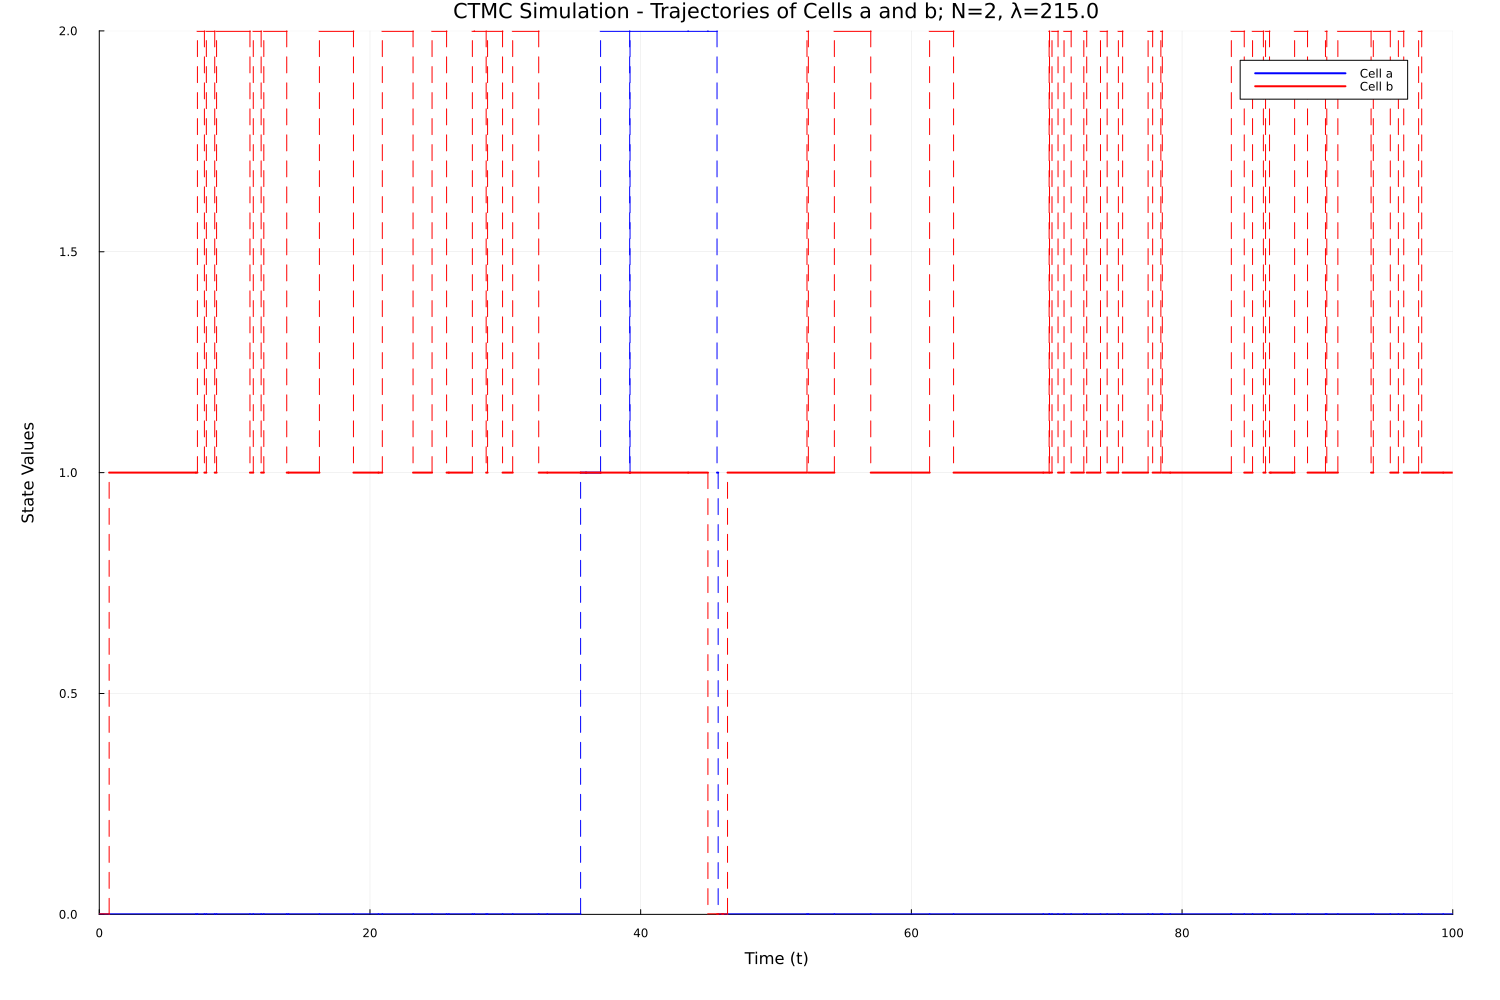 CTMC Simulation - Trajectories of Cells a and b; N=2, λ=215.0
2.0
Cell a
Cell b
1.5
1.0
State Values
0.5
0.0
0
20
40
60
80
100
Time (t)